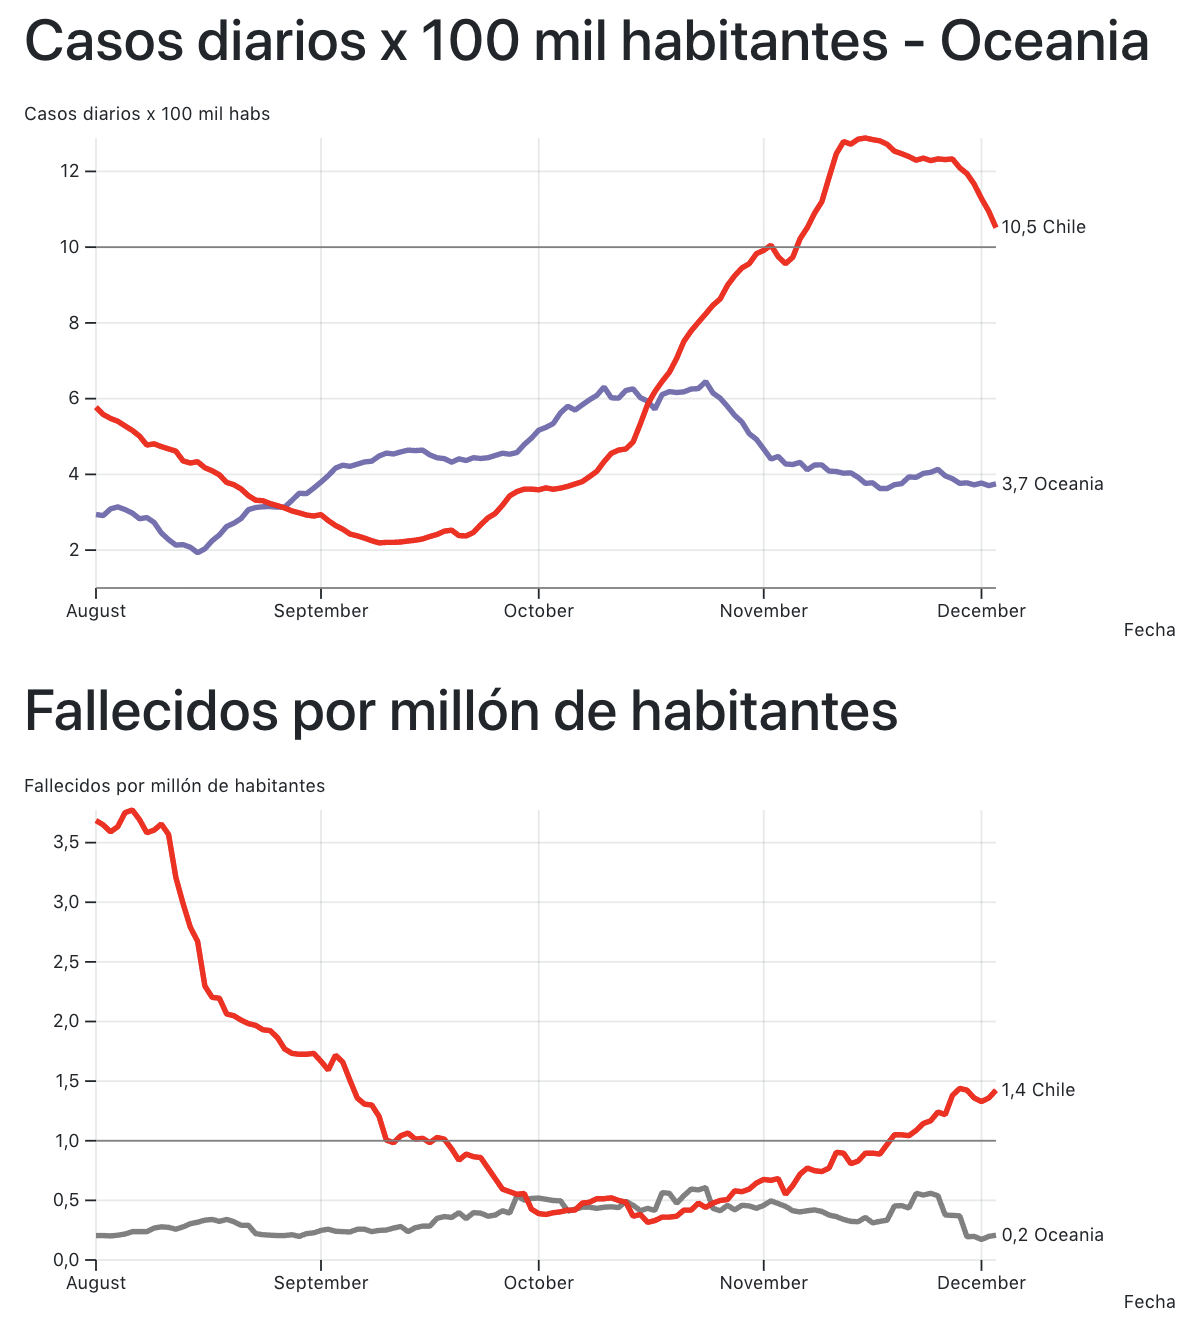 Casos diarios x 100 mil habitantes - Oceania
Casos diarios x 100 mil habs
12
10
8
6
4
2
10,5 Chile
3,7 Oceania
August September October November December
Fecha
Fallecidos por millón de habitantes
Fallecidos por millón de habitantes
3,5
3,0
2,5
2,0
1,5
1,0
0,5
0,0
1,4 Chile
0,2 Oceania
August September October November December
Fecha